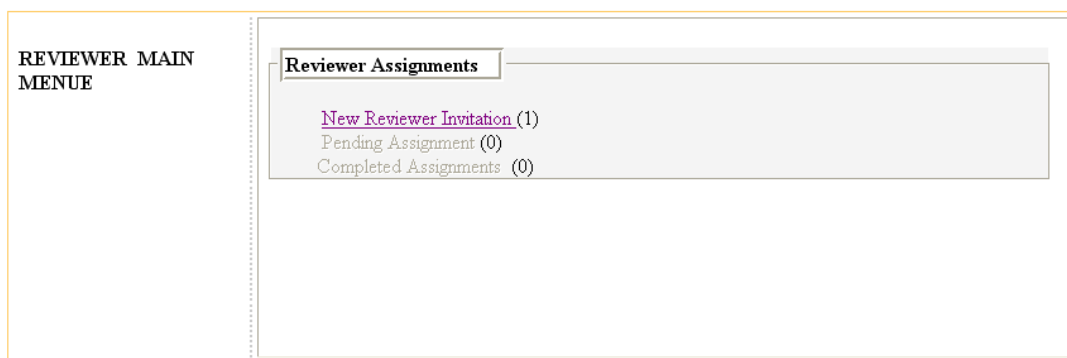 REVIEWER MAIN
MENUE
Reviewer Assignments
New Reviewer Invitation (1)
Pending Assignment (0)
Completed Assignments (0)